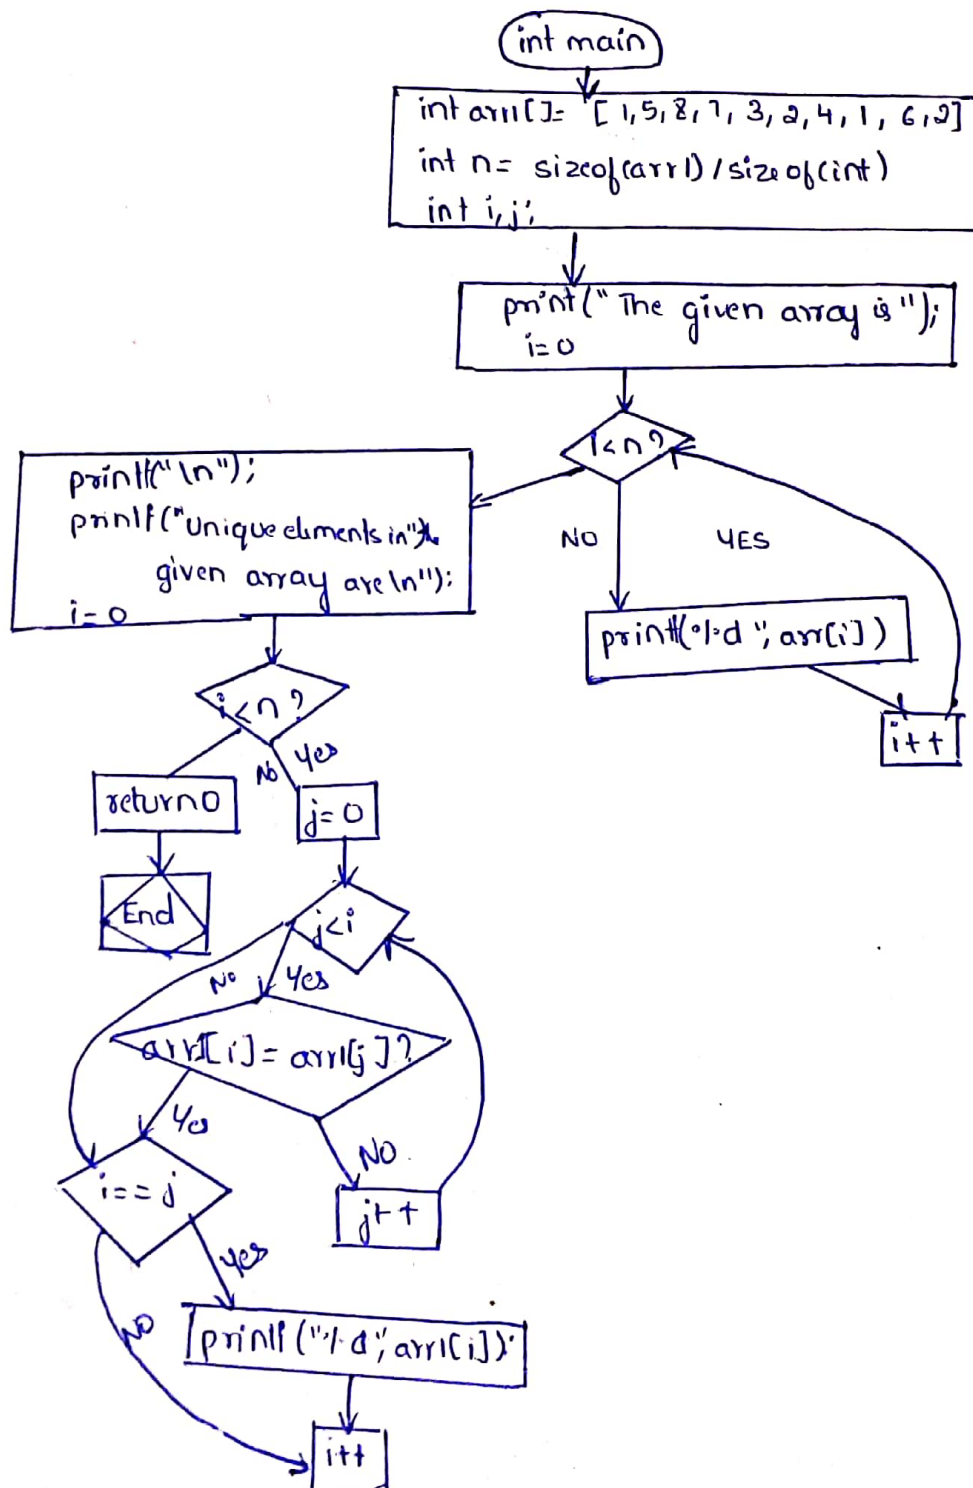 int main
int arr1[]= [1,5,8,7,3,2,4,1,6,2]
int n= sizeof(arr1)/sizeof(int)
int i,j;
print("The given array is");
i=0
i<n?
NO
YES
printf("%d", arr[i])
i++
printf("\n");
printf("Unique elements in" the
given array are\n");
i=0
i<n?
No
Yes
return 0
j=0
End
j<i
No
Yes
arr1[i]=arr1[j]?
Yes
NO
i==j
j++
Yes
NO
printf("%d", arr1[i]);
i++